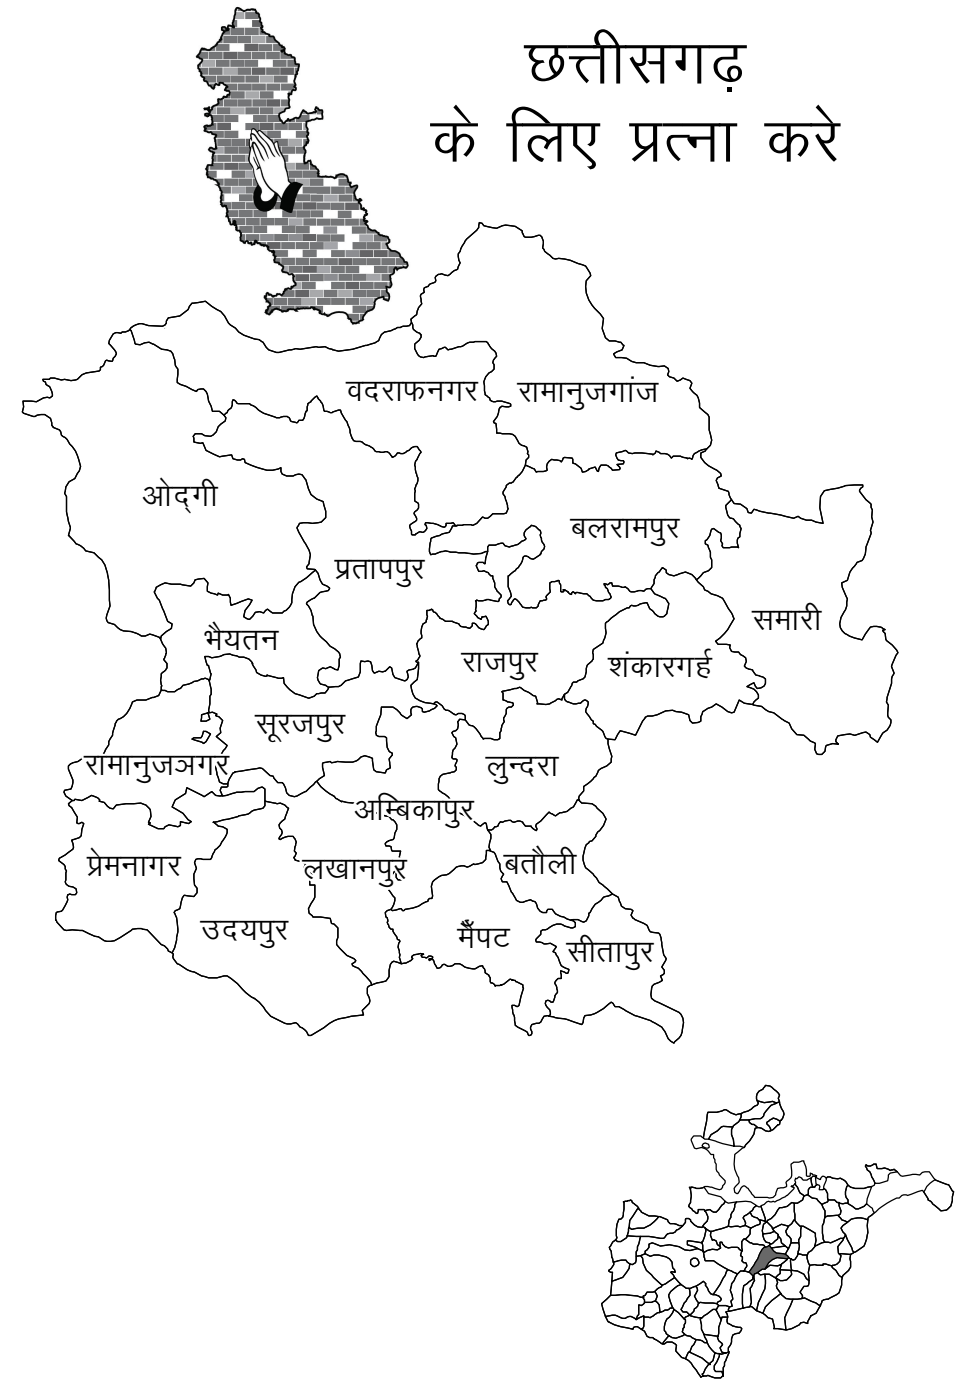 छत्तीसगढ़
के लिए प्रत्ना करे
वदराफनगर
रामानुजगांज
ओद्‌गी
बलरामपुर
प्रतापपुर
समारी
भैयतन
राजपुर
शंकारगर्ह
सूरजपुर
रामानुजञगर
लुन्दरा
अम्बिकापुर
प्रेमनागर
लखानपुर
बतौली
उदयपुर
मैंपट
सीतापुर